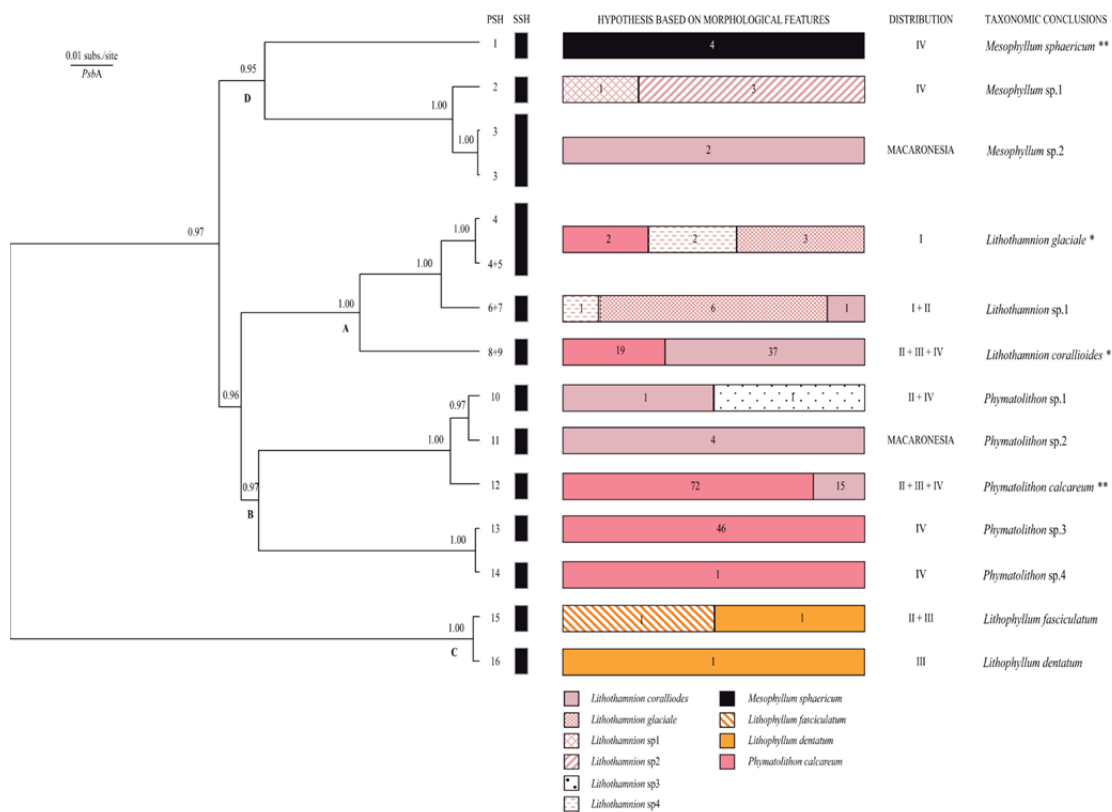 PSH SSH HYPOTHESIS BASED ON MORPHOLOGICAL FEATURES DISTRIBUTION TAXONOMIC CONCLUSIONS
0.01 subs./site
PsbA
1 4 IV Mesophyllum sphaericum **
0.95
D
2 1 3 IV Mesophyllum sp.1
1.00
3
1.00
2 MACARONESIA Mesophyllum sp.2
3
0.97
4
1.00
2 2 3 I Lithothamnion glaciale *
4+5
1.00
6+7 1 6 1 I + II Lithothamnion sp.1
1.00
A
8+9 19 37 II + III + IV Lithothamnion corallioides *
0.96
10 1 1 II + IV Phymatolithon sp.1
0.97
11 4 MACARONESIA Phymatolithon sp.2
1.00
12 72 15 II + III + IV Phymatolithon calcareum **
0.97
B
13 46 IV Phymatolithon sp.3
1.00
14 1 IV Phymatolithon sp.4
15 1 1 II + III Lithophyllum fasciculatum
1.00
C
16 1 III Lithophyllum dentatum
Lithothamnion coralliodes Mesophyllum sphaericum
Lithothamnion glaciale Lithophyllum fasciculatum
Lithothamnion sp1 Lithophyllum dentatum
Lithothamnion sp2 Phymatolithon calcareum
Lithothamnion sp3
Lithothamnion sp4